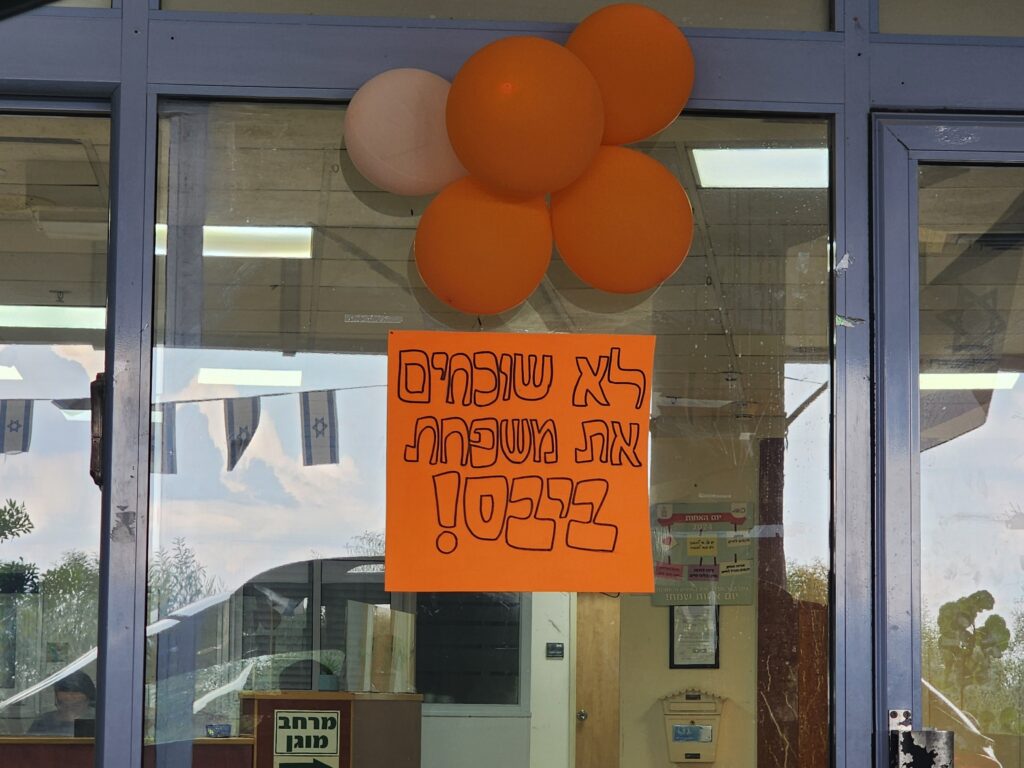 לא שוכחים
את משפחת
ביבס!
מרחב
מוגן